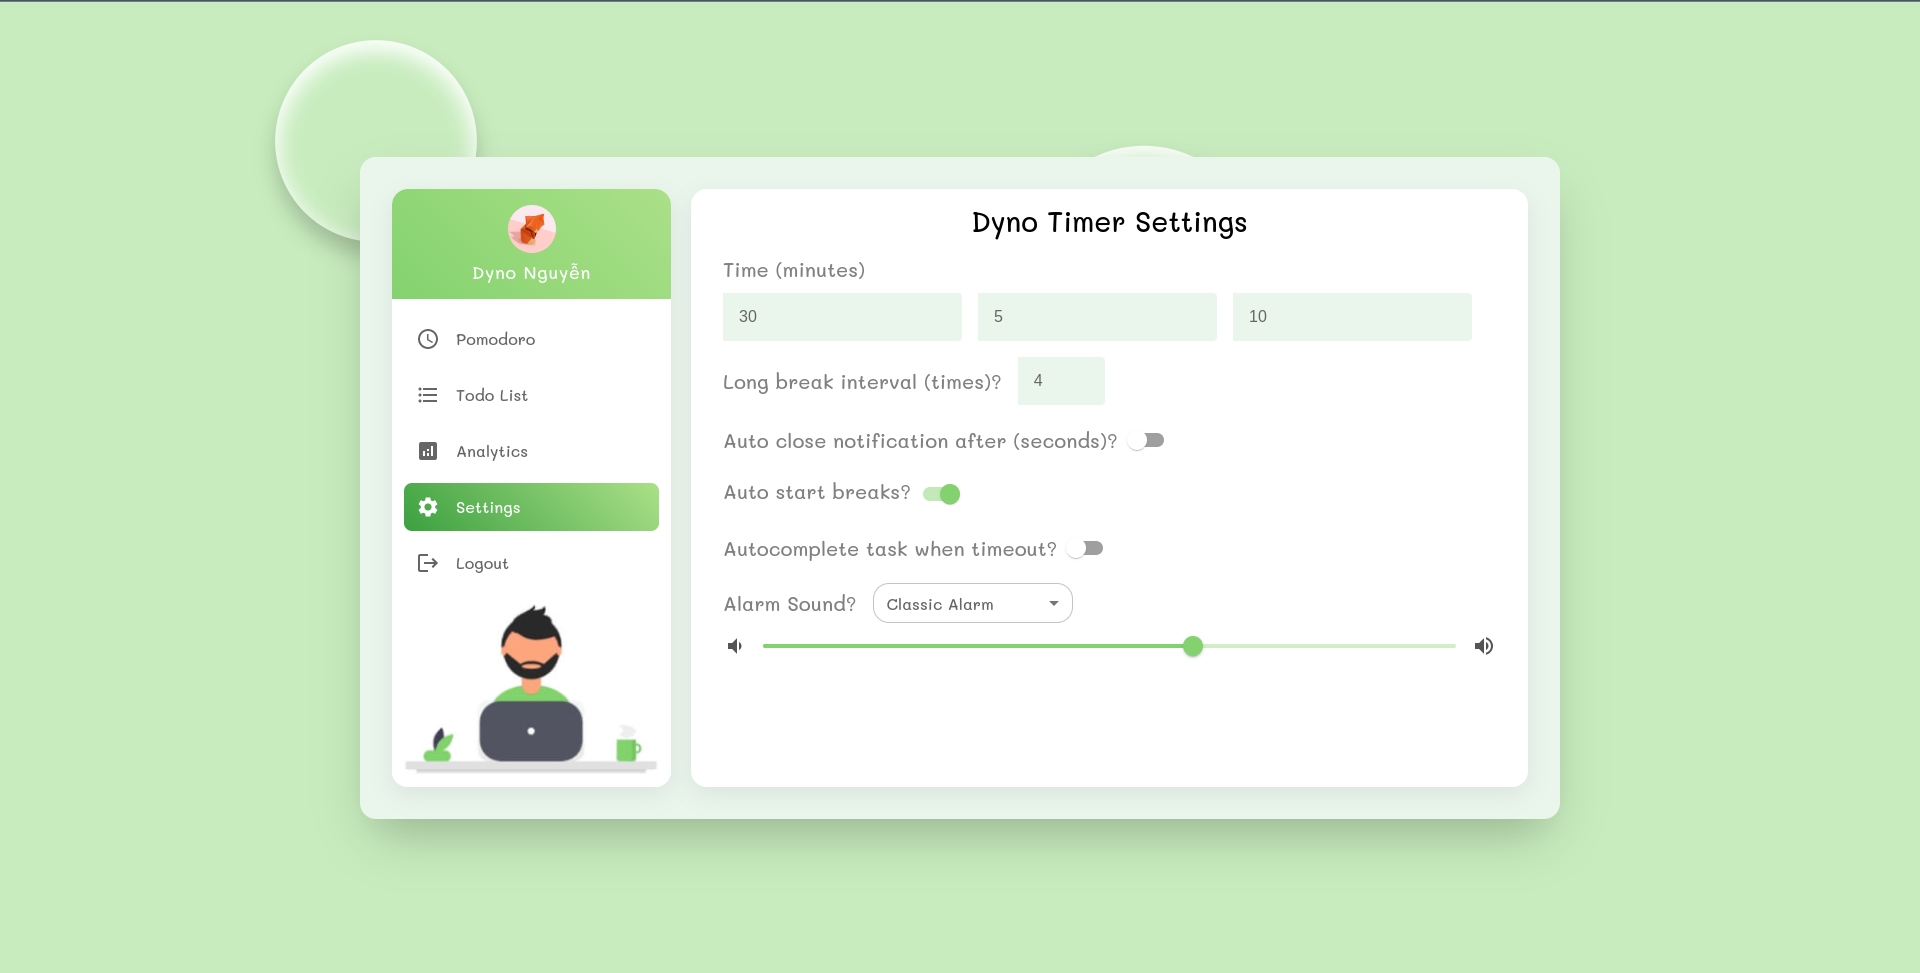 Dyno Nguyễn
Pomodoro
Todo List
Analytics
Settings
Logout
Dyno Timer Settings
Time (minutes)
30 5 10
Long break interval (times)? 4
Auto close notification after (seconds)?
Auto start breaks?
Autocomplete task when timeout?
Alarm Sound? Classic Alarm